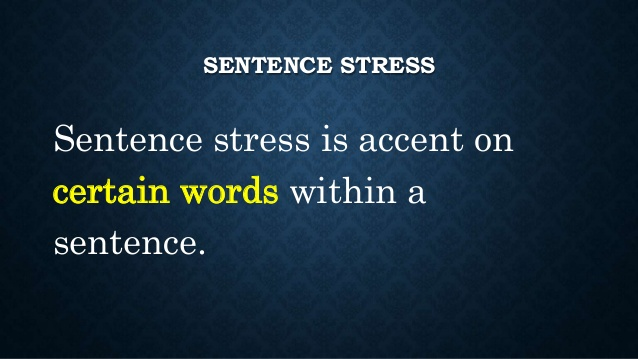 SENTENCE STRESS
Sentence stress is accent on
certain words within a
sentence.